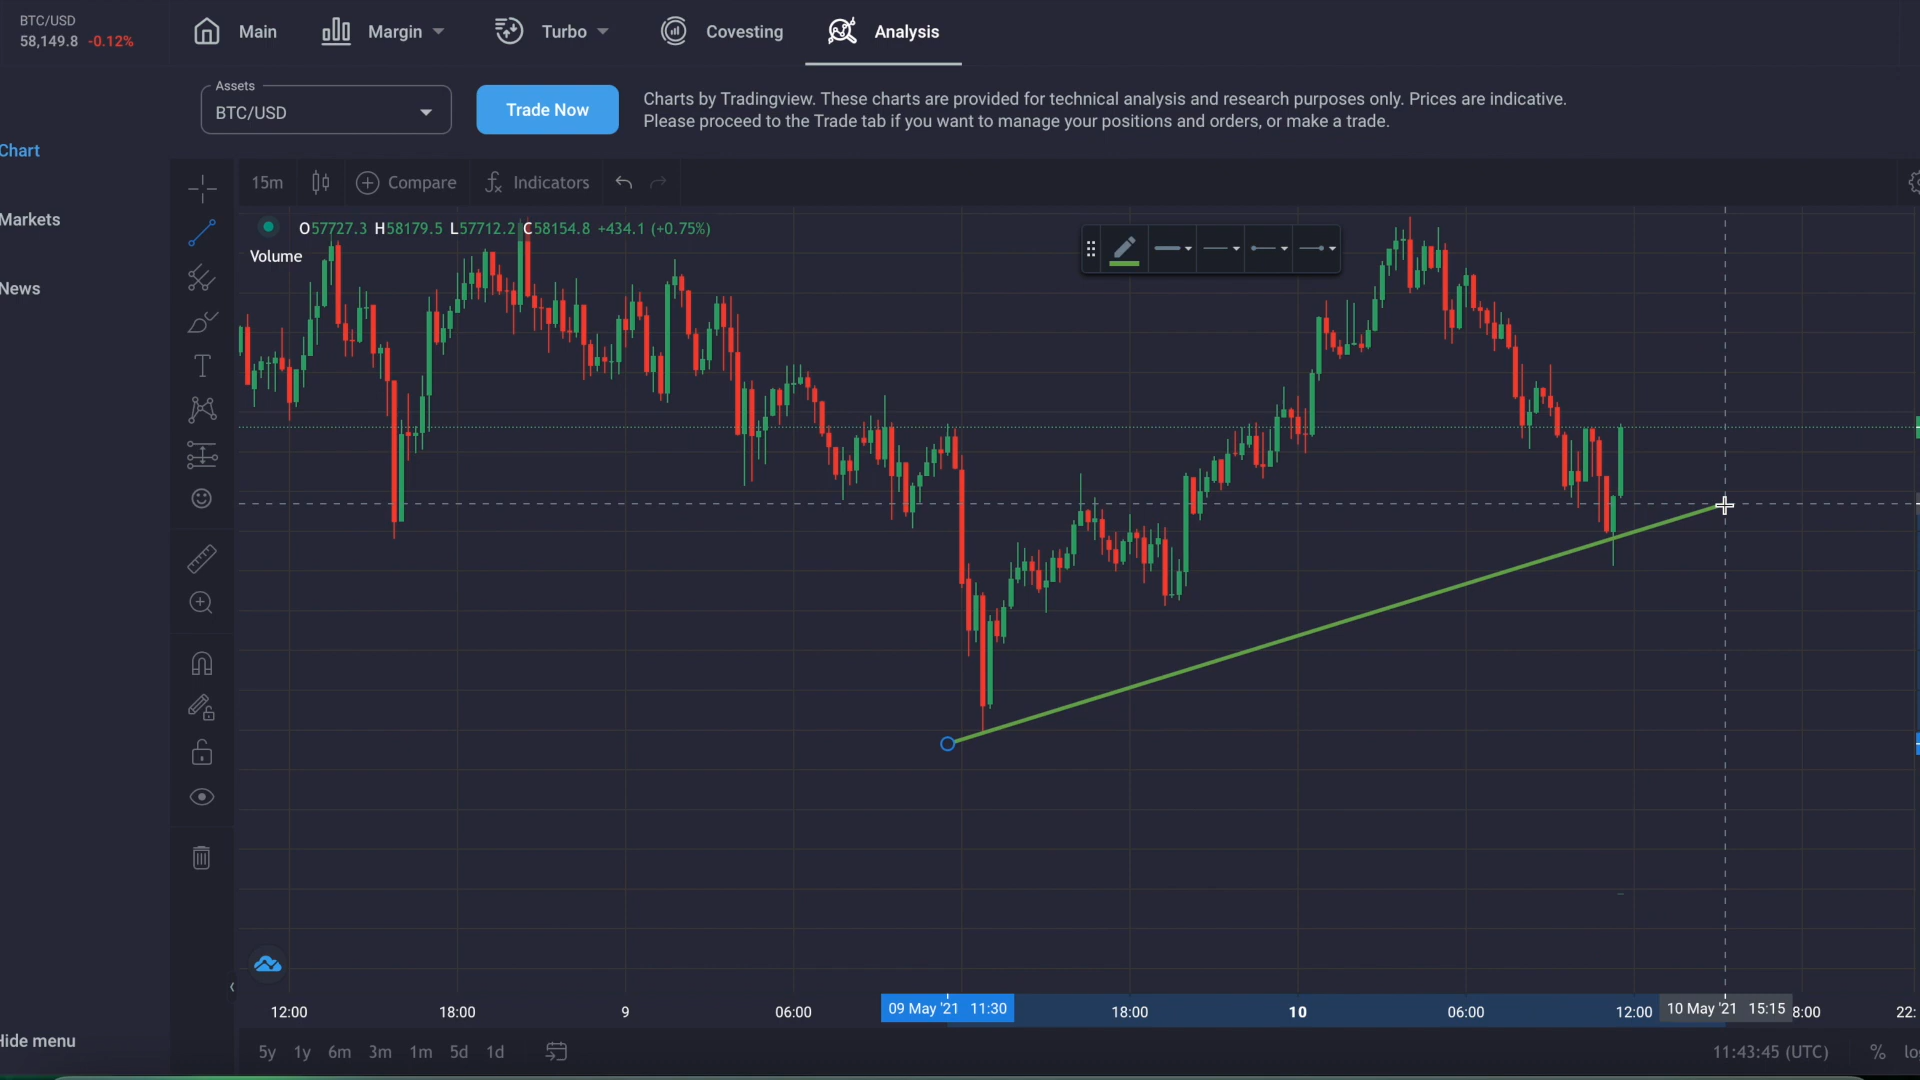 BTC/USD
58,149.8 -0.12%
Main
Margin
Turbo
Covesting
Analysis
Assets
BTC/USD
Trade Now
Charts by Tradingview. These charts are provided for technical analysis and research purposes only. Prices are indicative.
Please proceed to the Trade tab if you want to manage your positions and orders, or make a trade.
Chart
Markets
News
15m
Compare
Indicators
O57727.3 H58179.5 L57712.2 C58154.8 +434.1 (+0.75%)
Volume
12:00 18:00 9 06:00 09 May '21 11:30 18:00 10 06:00 12:00 10 May '21 15:15 8:00 22:
Hide menu
5y 1y 6m 3m 1m 5d 1d
11:43:45 (UTC) % lo